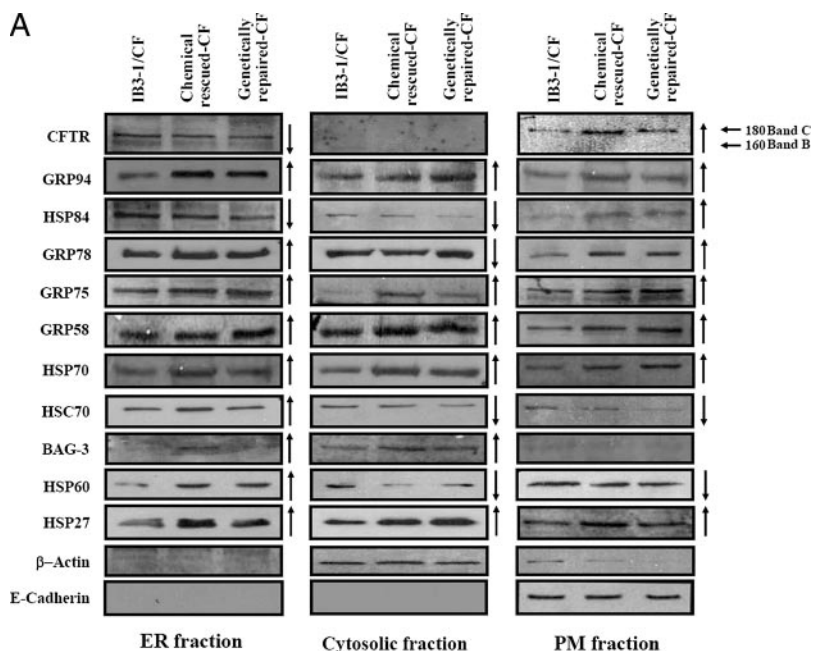 A
IB3-1/CF
Chemical
rescued-CF
Genetically
repaired-CF
IB3-1/CF
Chemical
rescued-CF
Genetically
repaired-CF
IB3-1/CF
Chemical
rescued-CF
Genetically
repaired-CF
CFTR
180 Band C
160 Band B
GRP94
HSP84
GRP78
GRP75
GRP58
HSP70
HSC70
BAG-3
HSP60
HSP27
β–Actin
E-Cadherin
ER fraction
Cytosolic fraction
PM fraction